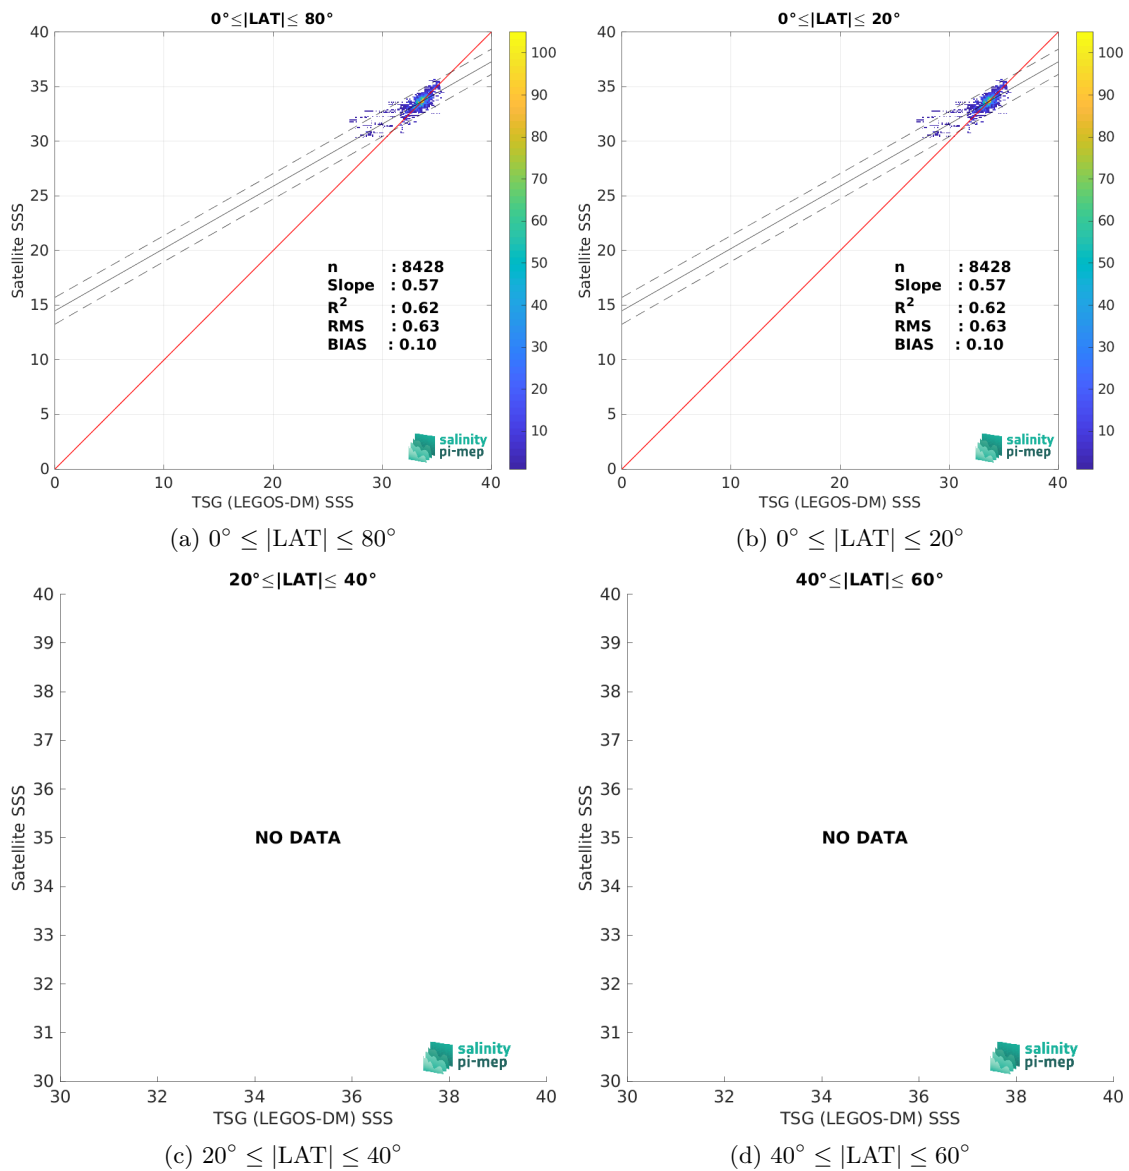 0°≤|LAT|≤ 80°
40
35
30
25
20
15
10
5
0
0
10
20
30
40
Satellite SSS
TSG (LEGOS-DM) SSS
n : 8428
Slope : 0.57
R² : 0.62
RMS : 0.63
BIAS : 0.10
100
90
80
70
60
50
40
30
20
10
salinity
pi-mep
(a) 0° ≤ |LAT| ≤ 80°
0°≤|LAT|≤ 20°
40
35
30
25
20
15
10
5
0
0
10
20
30
40
Satellite SSS
TSG (LEGOS-DM) SSS
n : 8428
Slope : 0.57
R² : 0.62
RMS : 0.63
BIAS : 0.10
100
90
80
70
60
50
40
30
20
10
salinity
pi-mep
(b) 0° ≤ |LAT| ≤ 20°
20°≤|LAT|≤ 40°
40
39
38
37
36
35
34
33
32
31
30
30
32
34
36
38
40
Satellite SSS
TSG (LEGOS-DM) SSS
NO DATA
salinity
pi-mep
(c) 20° ≤ |LAT| ≤ 40°
40°≤|LAT|≤ 60°
40
39
38
37
36
35
34
33
32
31
30
30
32
34
36
38
40
Satellite SSS
TSG (LEGOS-DM) SSS
NO DATA
salinity
pi-mep
(d) 40° ≤ |LAT| ≤ 60°